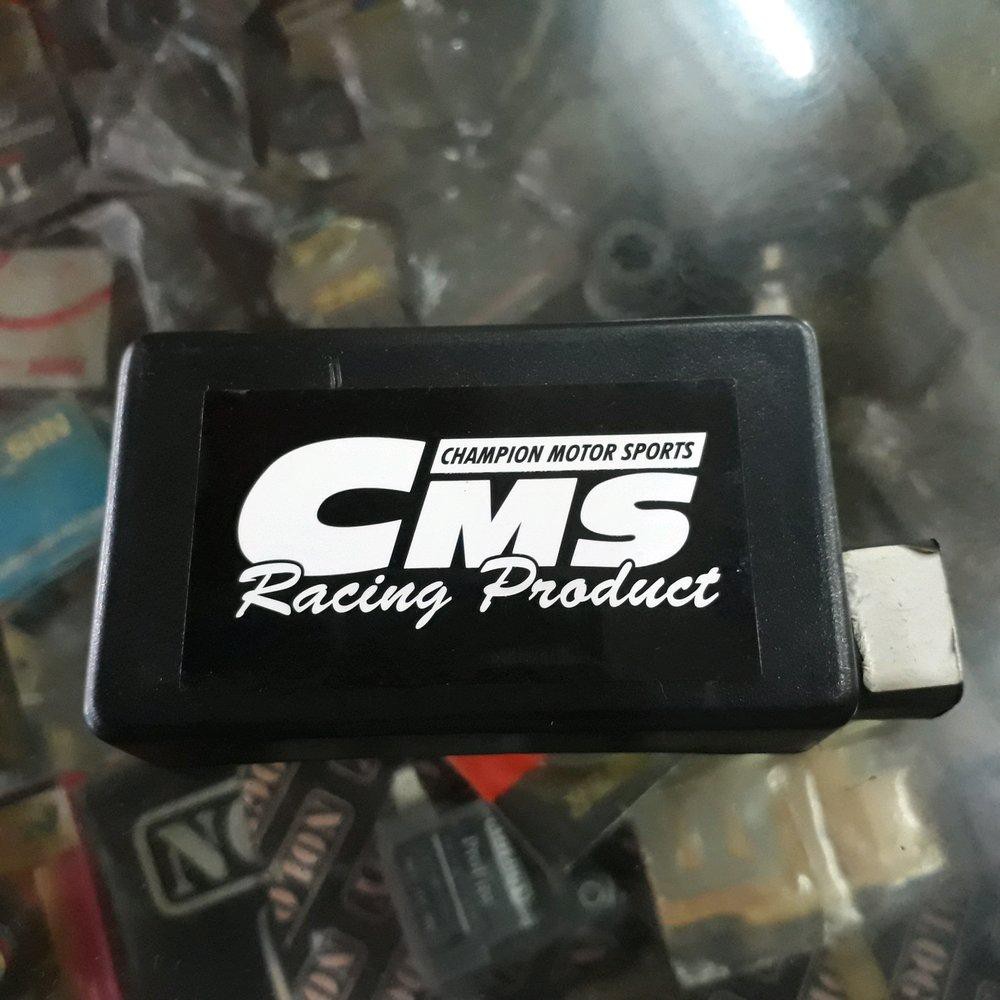 CHAMPION MOTOR SPORTS
CMS
Racing Product